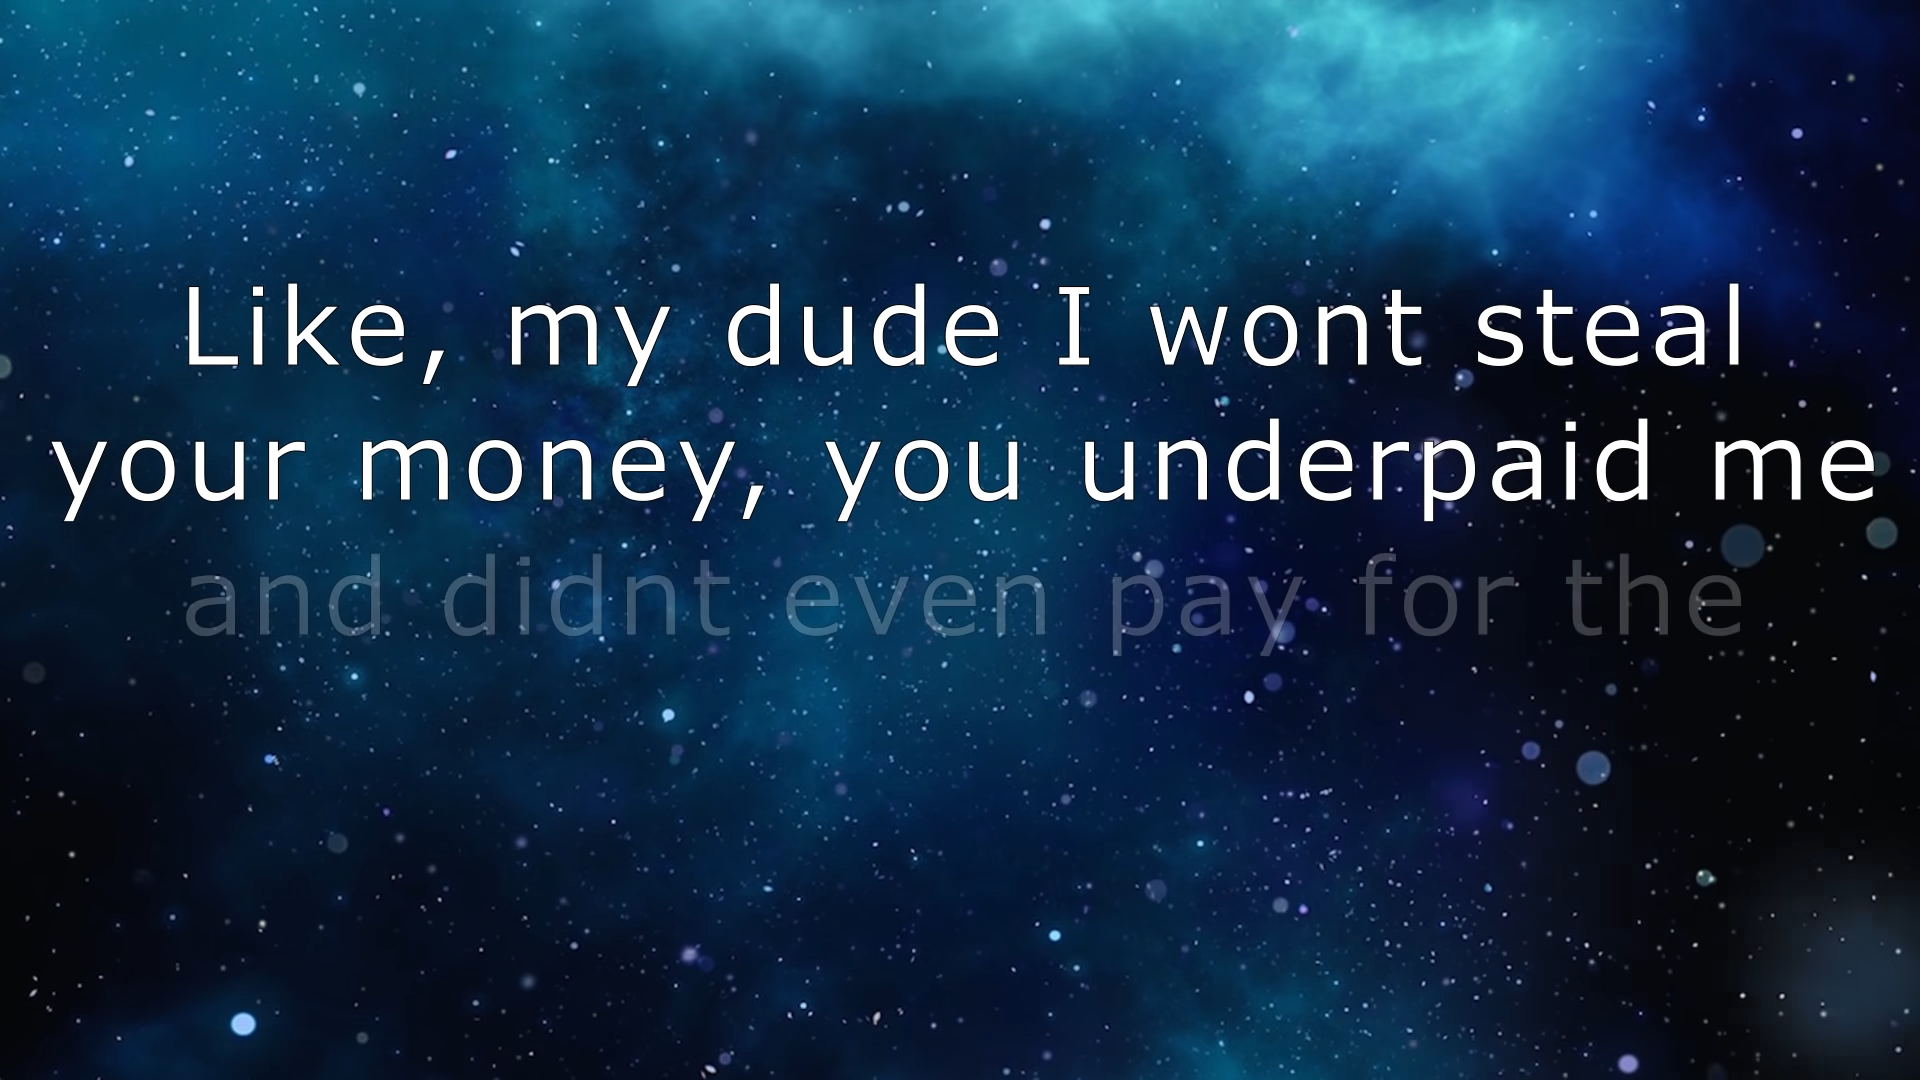 Like, my dude I wont steal
your money, you underpaid me
and didnt even pay for the